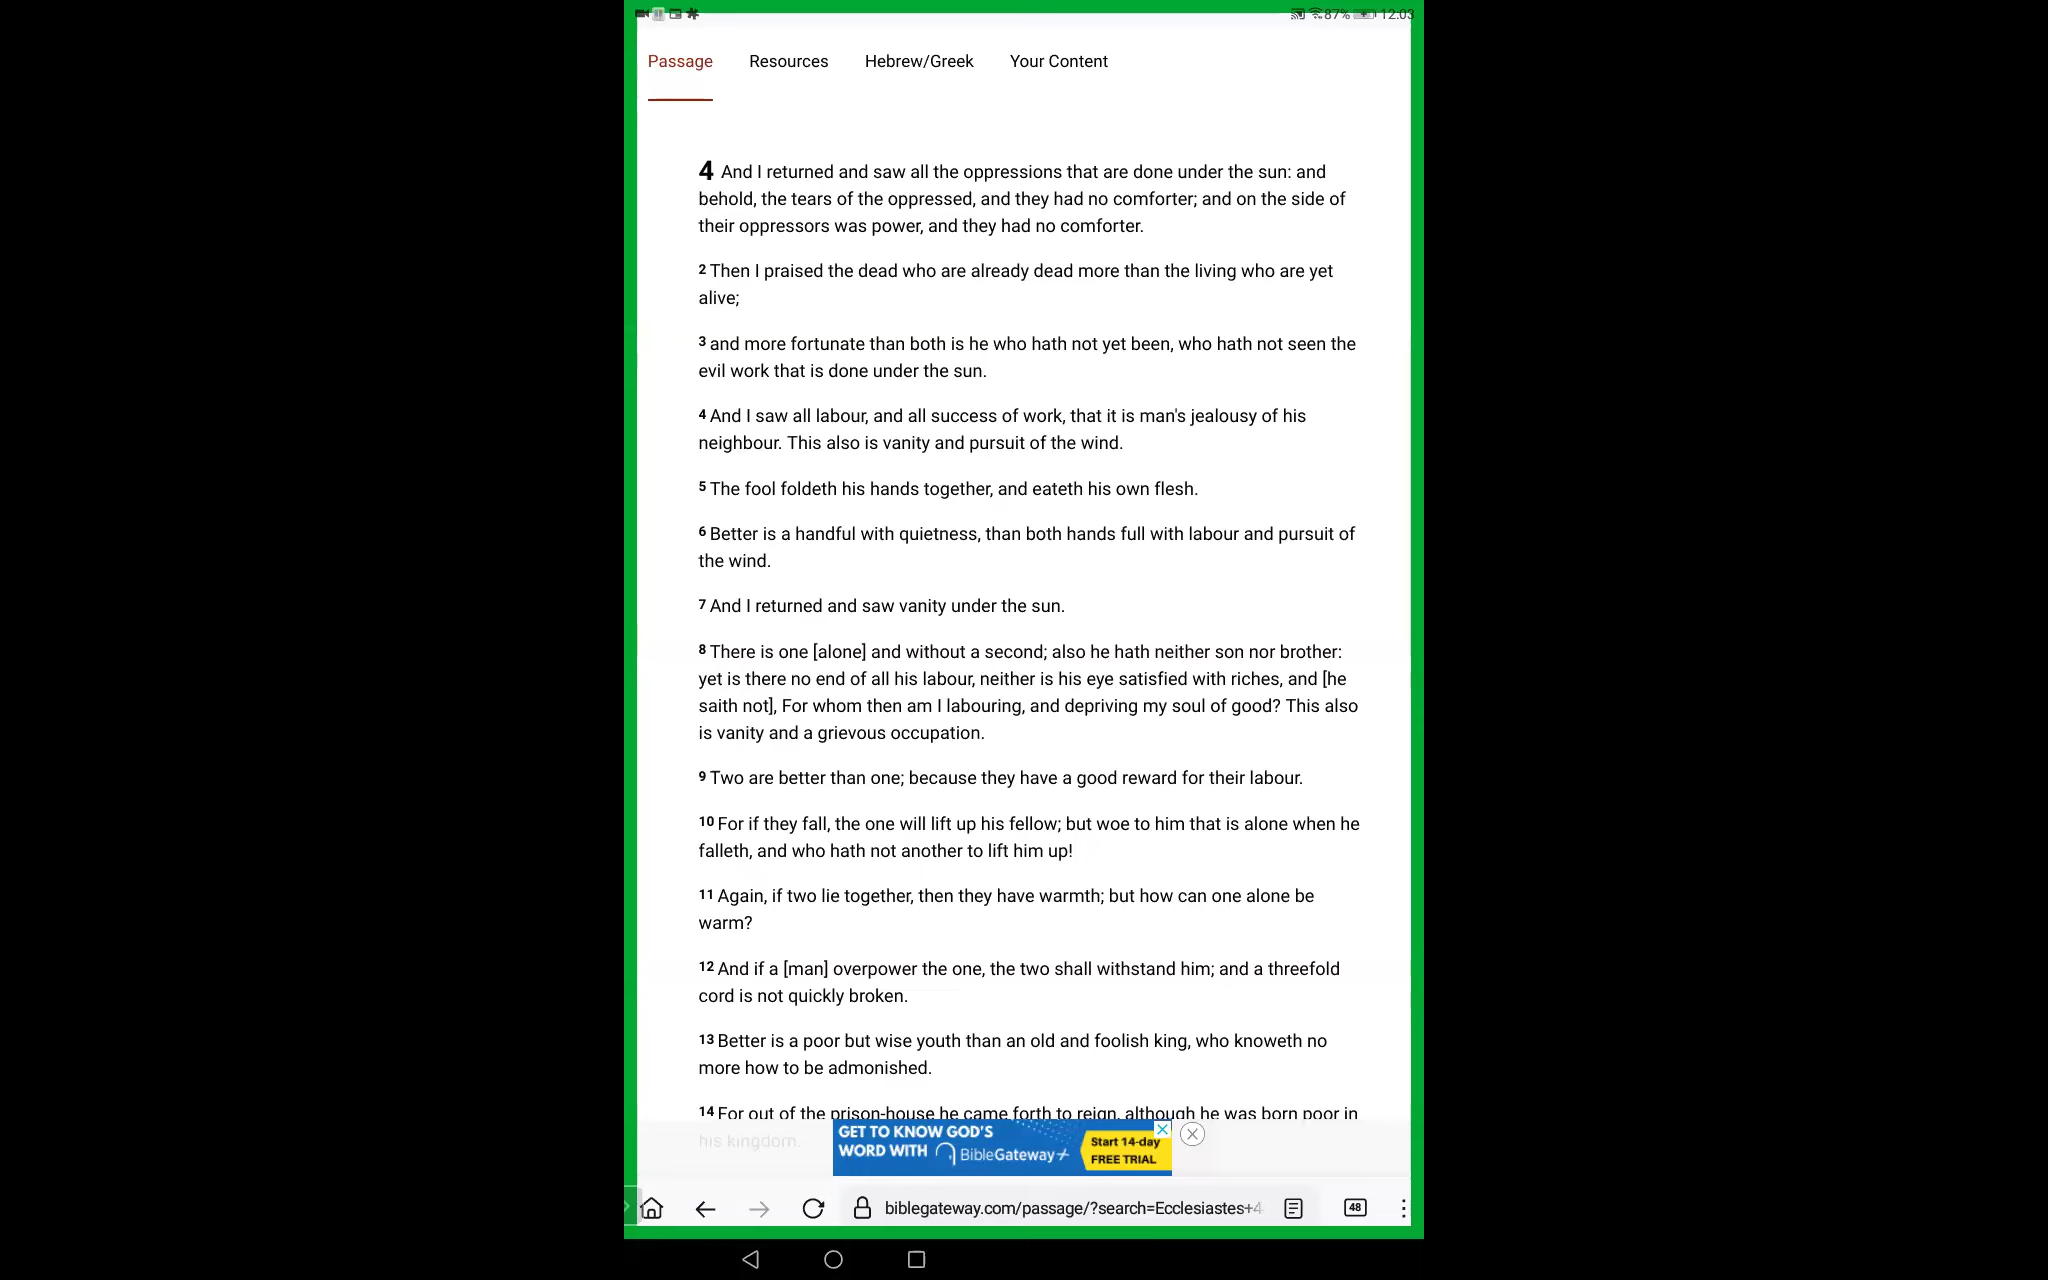 87% 12:03
Passage Resources Hebrew/Greek Your Content
4 And I returned and saw all the oppressions that are done under the sun: and
behold, the tears of the oppressed, and they had no comforter; and on the side of
their oppressors was power, and they had no comforter.
2 Then I praised the dead who are already dead more than the living who are yet
alive;
3 and more fortunate than both is he who hath not yet been, who hath not seen the
evil work that is done under the sun.
4 And I saw all labour, and all success of work, that it is man's jealousy of his
neighbour. This also is vanity and pursuit of the wind.
5 The fool foldeth his hands together, and eateth his own flesh.
6 Better is a handful with quietness, than both hands full with labour and pursuit of
the wind.
7 And I returned and saw vanity under the sun.
8 There is one [alone] and without a second; also he hath neither son nor brother:
yet is there no end of all his labour, neither is his eye satisfied with riches, and [he
saith not], For whom then am I labouring, and depriving my soul of good? This also
is vanity and a grievous occupation.
9 Two are better than one; because they have a good reward for their labour.
10 For if they fall, the one will lift up his fellow; but woe to him that is alone when he
falleth, and who hath not another to lift him up!
11 Again, if two lie together, then they have warmth; but how can one alone be
warm?
12 And if a [man] overpower the one, the two shall withstand him; and a threefold
cord is not quickly broken.
13 Better is a poor but wise youth than an old and foolish king, who knoweth no
more how to be admonished.
14 For out of the prison-house he came forth to reign, although he was born poor in
his kingdom.
GET TO KNOW GOD'S
WORD WITH BibleGateway+
Start 14-day
FREE TRIAL
biblegateway.com/passage/?search=Ecclesiastes+4
48